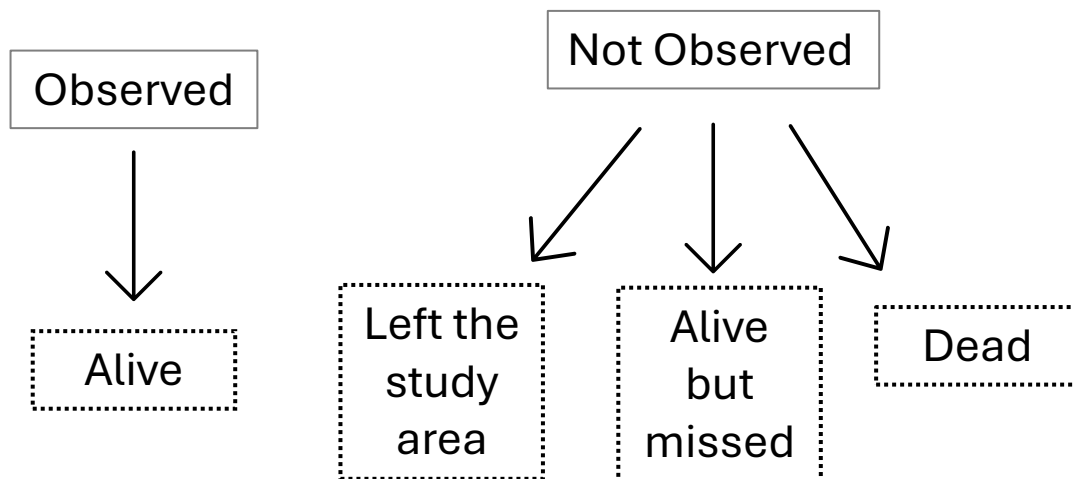 Observed
Not Observed
Alive
Left the
study
area
Alive
but
missed
Dead